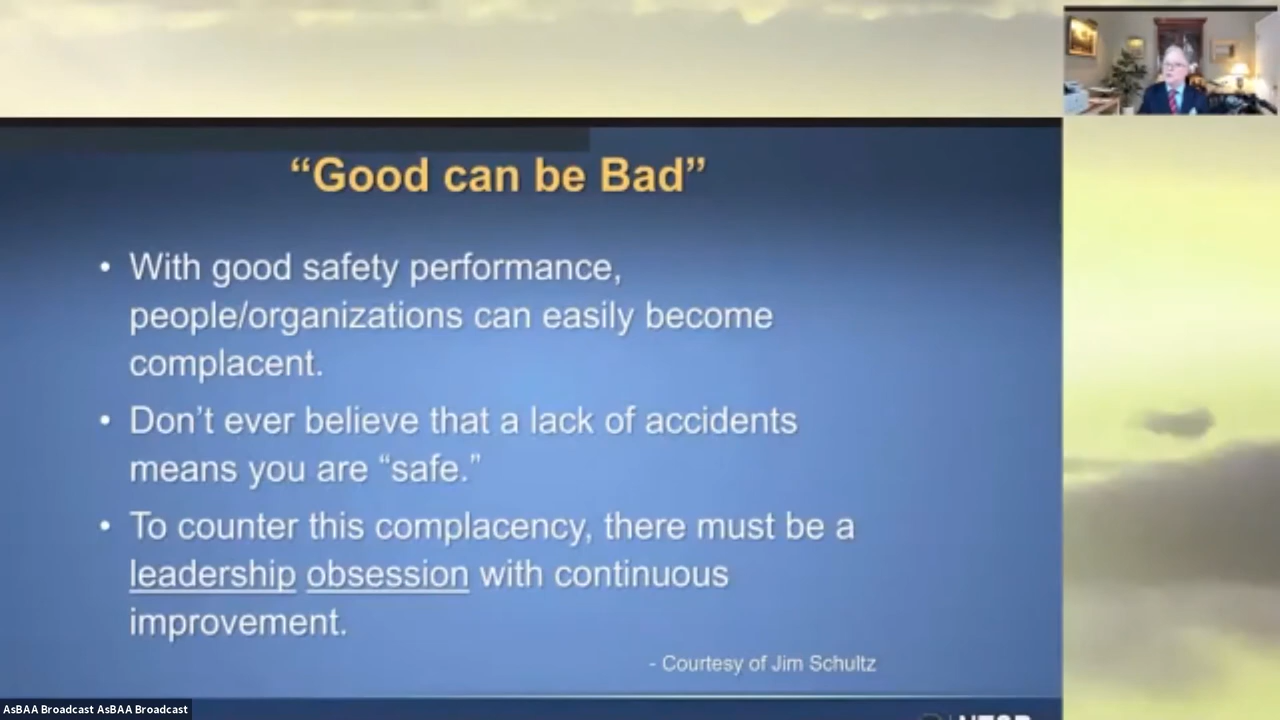 “Good can be Bad”
• With good safety performance,
people/organizations can easily become
complacent.
• Don’t ever believe that a lack of accidents
means you are “safe.”
• To counter this complacency, there must be a
leadership obsession with continuous
improvement.
- Courtesy of Jim Schultz
AsBAA Broadcast AsBAA Broadcast